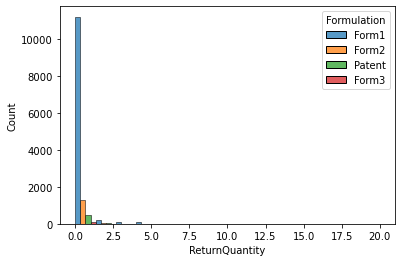 Formulation
Form1
Form2
Patent
Form3
10000
8000
6000
4000
2000
0
Count
0.0 2.5 5.0 7.5 10.0 12.5 15.0 17.5 20.0
ReturnQuantity